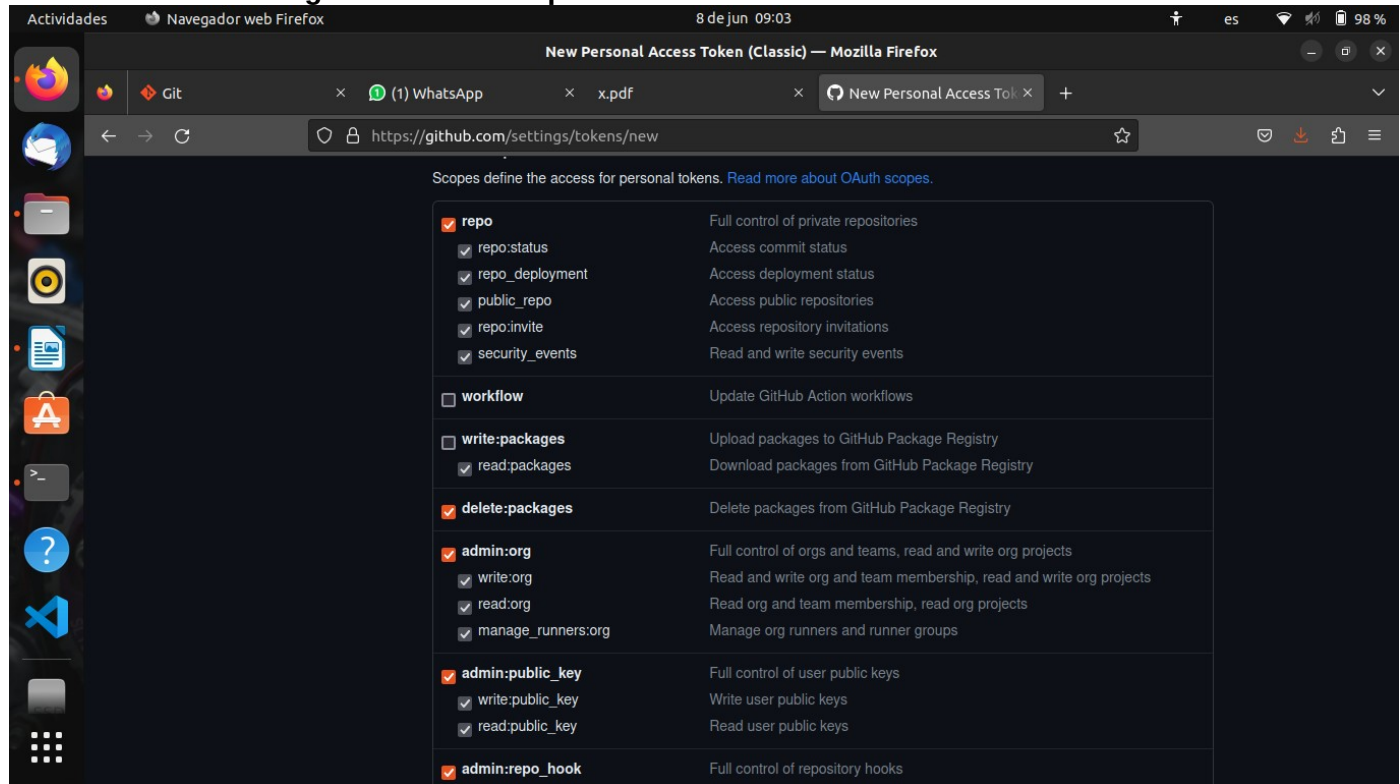 Actividades Navegador web Firefox 8 de jun 09:03 es 98 %
New Personal Access Token (Classic) — Mozilla Firefox
Git (1) WhatsApp x.pdf New Personal Access Tok
https://github.com/settings/tokens/new
Scopes define the access for personal tokens. Read more about OAuth scopes.
repo Full control of private repositories
repo:status Access commit status
repo_deployment Access deployment status
public_repo Access public repositories
repo:invite Access repository invitations
security_events Read and write security events
workflow Update GitHub Action workflows
write:packages Upload packages to GitHub Package Registry
read:packages Download packages from GitHub Package Registry
delete:packages Delete packages from GitHub Package Registry
admin:org Full control of orgs and teams, read and write org projects
write:org Read and write org and team membership, read and write org projects
read:org Read org and team membership, read org projects
manage_runners:org Manage org runners and runner groups
admin:public_key Full control of user public keys
write:public_key Write user public keys
read:public_key Read user public keys
admin:repo_hook Full control of repository hooks